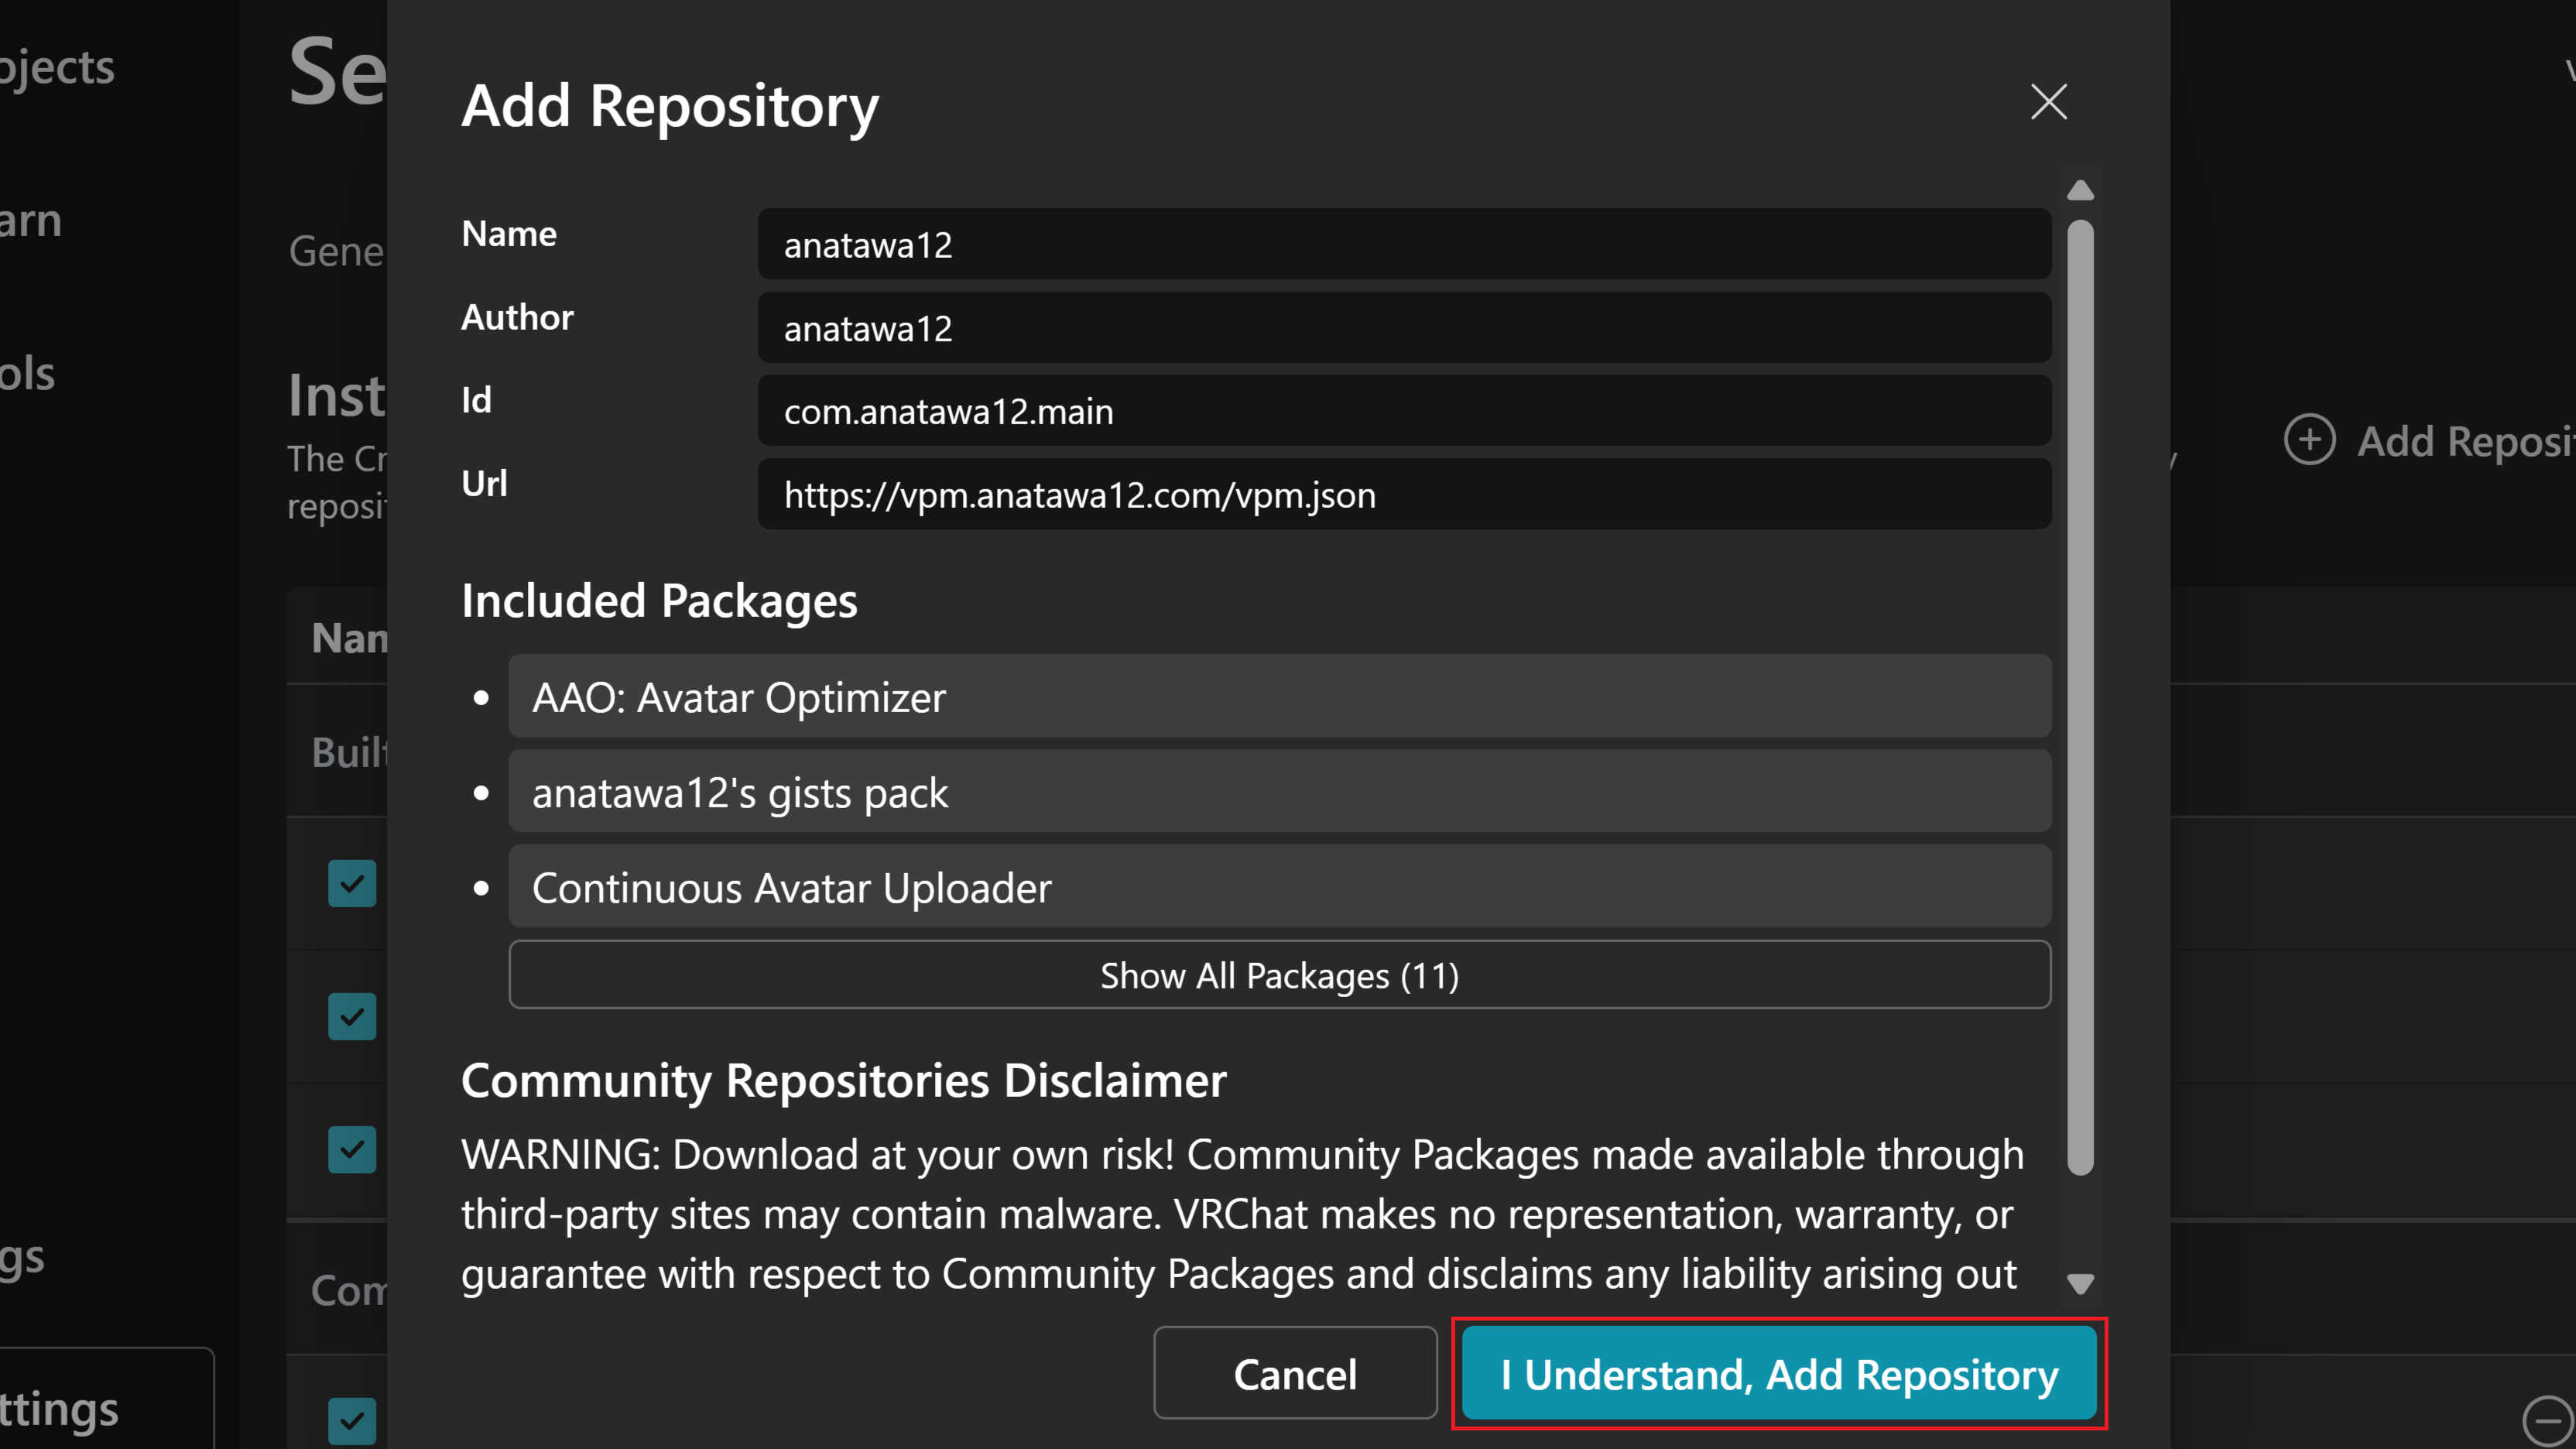 ojects
arn
ols
gs
ttings
Se
Gene
Inst
The Cr
reposi
Nan
Built
Com
Add Reposi
Add Repository
Name
anatawa12
Author
anatawa12
Id
com.anatawa12.main
Url
https://vpm.anatawa12.com/vpm.json
Included Packages
• AAO: Avatar Optimizer
• anatawa12's gists pack
• Continuous Avatar Uploader
Show All Packages (11)
Community Repositories Disclaimer
WARNING: Download at your own risk! Community Packages made available through
third-party sites may contain malware. VRChat makes no representation, warranty, or
guarantee with respect to Community Packages and disclaims any liability arising out
Cancel
I Understand, Add Repository